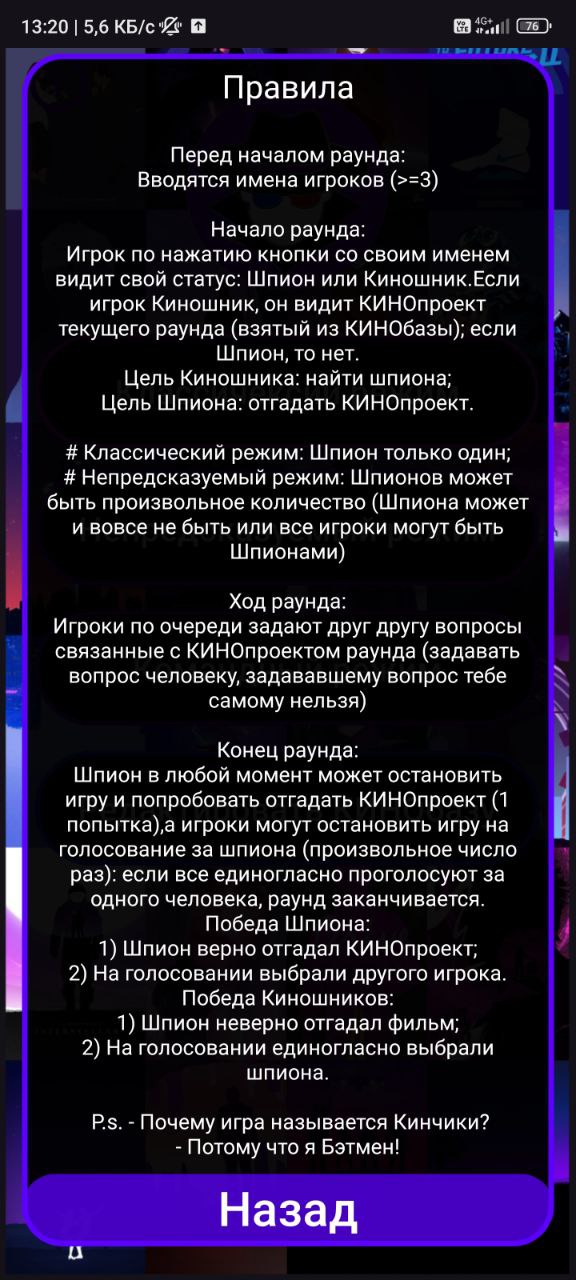 13:20 | 5,6 КБ/с
Vo LTE 4G+ 76
Правила
Перед началом раунда:
Вводятся имена игроков (>=3)
Начало раунда:
Игрок по нажатию кнопки со своим именем
видит свой статус: Шпион или Киношник.Если
игрок Киношник, он видит КИНОпроект
текущего раунда (взятый из КИНОбазы); если
Шпион, то нет.
Цель Киношника: найти шпиона;
Цель Шпиона: отгадать КИНОпроект.
# Классический режим: Шпион только один;
# Непредсказуемый режим: Шпионов может
быть произвольное количество (Шпиона может
и вовсе не быть или все игроки могут быть
Шпионами)
Ход раунда:
Игроки по очереди задают друг другу вопросы
связанные с КИНОпроектом раунда (задавать
вопрос человеку, задававшему вопрос тебе
самому нельзя)
Конец раунда:
Шпион в любой момент может остановить
игру и попробовать отгадать КИНОпроект (1
попытка),а игроки могут остановить игру на
голосование за шпиона (произвольное число
раз): если все единогласно проголосуют за
одного человека, раунд заканчивается.
Победа Шпиона:
1) Шпион верно отгадал КИНОпроект;
2) На голосовании выбрали другого игрока.
Победа Киношников:
1) Шпион неверно отгадал фильм;
2) На голосовании единогласно выбрали
шпиона.
P.s. - Почему игра называется Кинчики?
- Потому что я Бэтмен!
Назад